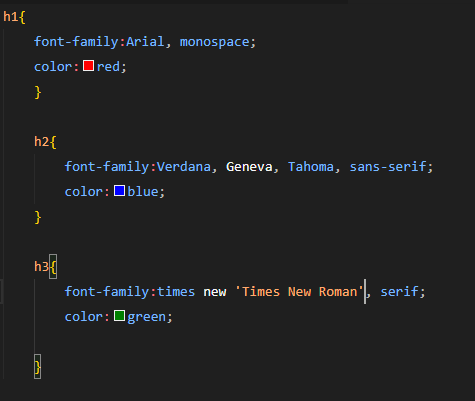 h1{
font-family:Arial, monospace;
color:red;
}
h2{
font-family:Verdana, Geneva, Tahoma, sans-serif;
color:blue;
}
h3{
font-family:times new 'Times New Roman', serif;
color:green;
}